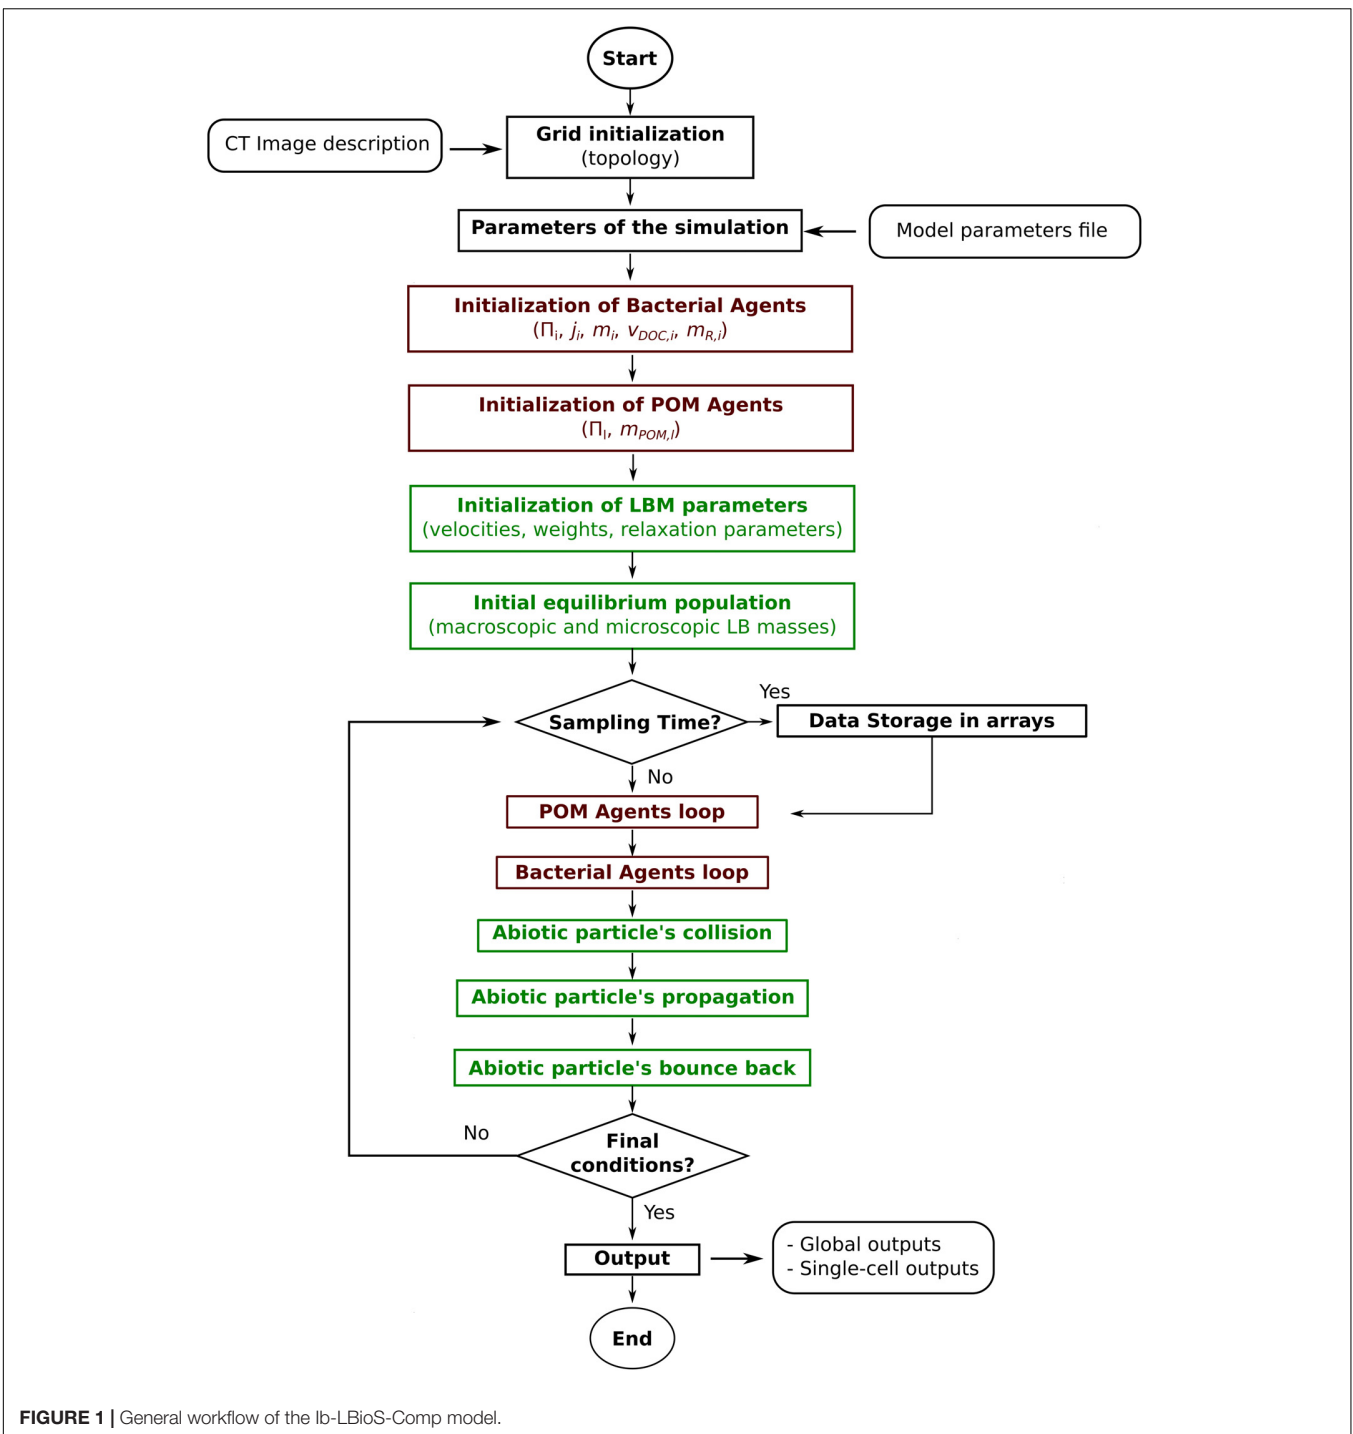 Start
CT Image description
Grid initialization
(topology)
Parameters of the simulation
Model parameters file
Initialization of Bacterial Agents
(Πi, ji, mi, vDOC,i, mR,i)
Initialization of POM Agents
(Πl, mPOM,l)
Initialization of LBM parameters
(velocities, weights, relaxation parameters)
Initial equilibrium population
(macroscopic and microscopic LB masses)
Sampling Time?
Yes
Data Storage in arrays
No
POM Agents loop
Bacterial Agents loop
Abiotic particle's collision
Abiotic particle's propagation
Abiotic particle's bounce back
No
Final
conditions?
Yes
Output
- Global outputs
- Single-cell outputs
End
FIGURE 1 | General workflow of the Ib-LBioS-Comp model.